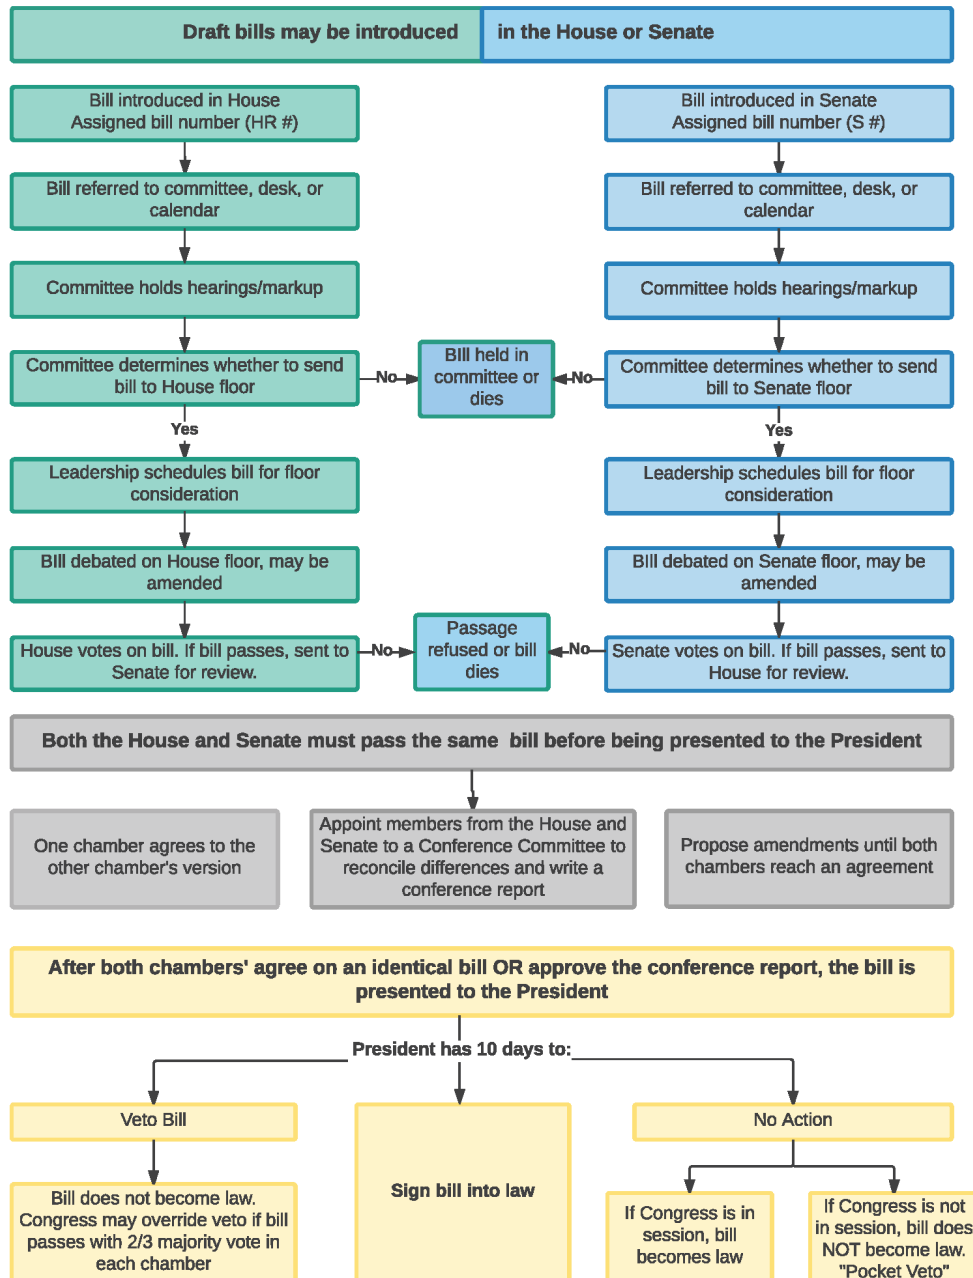 Draft bills may be introduced in the House or Senate
Bill introduced in House
Assigned bill number (HR #)
Bill introduced in Senate
Assigned bill number (S #)
Bill referred to committee, desk, or
calendar
Bill referred to committee, desk, or
calendar
Committee holds hearings/markup
Committee holds hearings/markup
Committee determines whether to send
bill to House floor
No
BIll held in
committee or
dies
No
Committee determines whether to send
bill to Senate floor
Yes
Yes
Leadership schedules bill for floor
consideration
Leadership schedules bill for floor
consideration
BIll debated on House floor, may be
amended
BIll debated on Senate floor, may be
amended
House votes on bill. If bill passes, sent to
Senate for review.
No
Passage
refused or bill
dies
No
Senate votes on bill. If bill passes, sent to
House for review.
Both the House and Senate must pass the same bill before being presented to the President
One chamber agrees to the
other chamber's version
Appoint members from the House and
Senate to a Conference Committee to
reconcile differences and write a
conference report
Propose amendments until both
chambers reach an agreement
After both chambers' agree on an identical bill OR approve the conference report, the bill is
presented to the President
President has 10 days to:
Veto Bill
No Action
Bill does not become law.
Congress may override veto if bill
passes with 2/3 majority vote in
each chamber
Sign bill into law
If Congress is in
session, bill
becomes law
If Congress is not
in session, bill does
NOT become law.
"Pocket Veto"